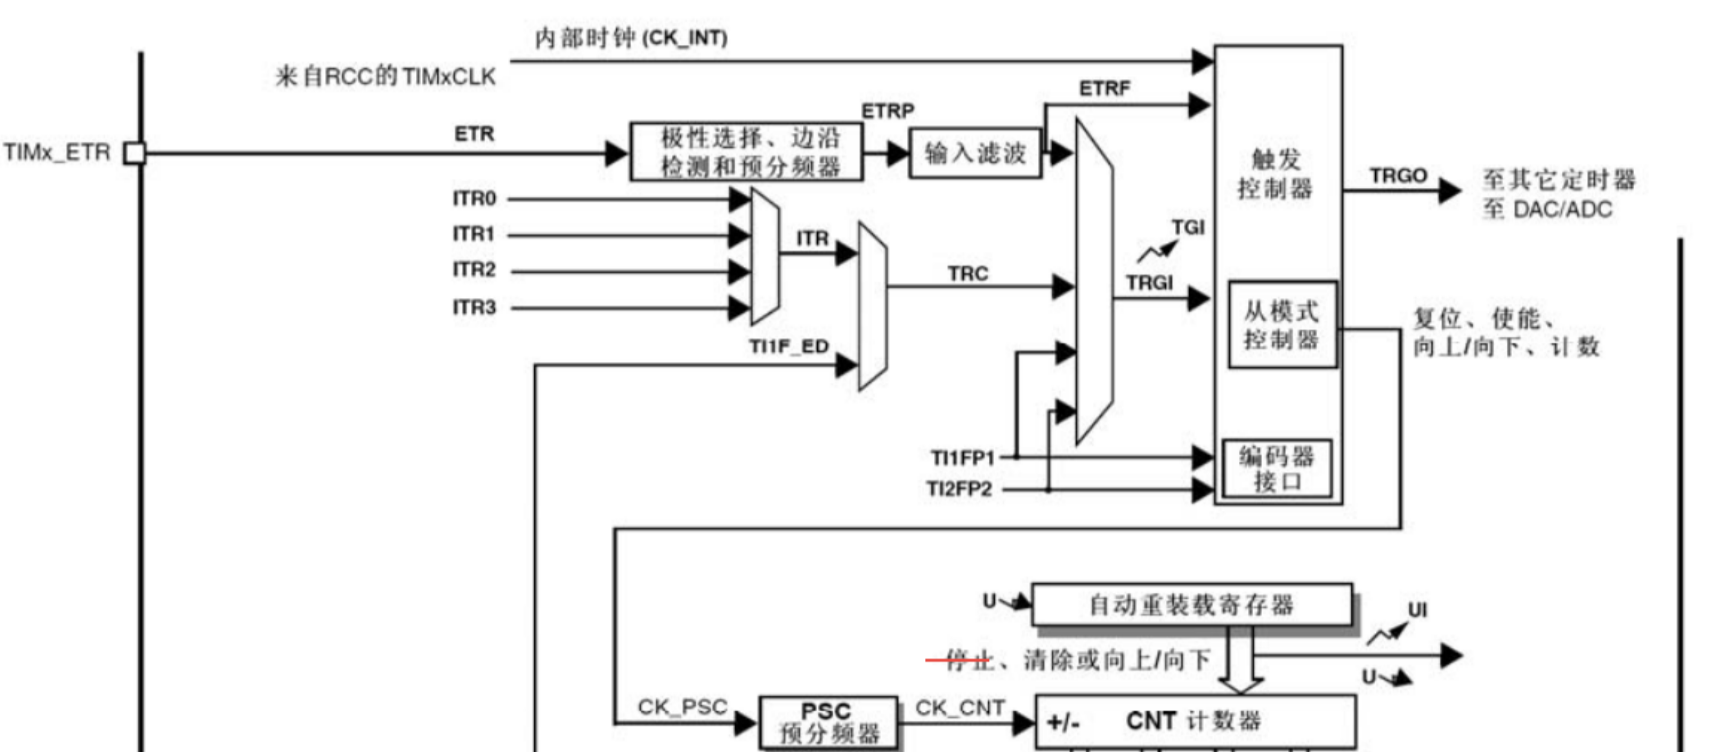 内部时钟 (CK_INT)
来自RCC的TIMxCLK
ETRF
ETRP
ETR
TIMx_ETR
极性选择、边沿
检测和预分频器
输入滤波
触发
控制器
TRGO
至其它定时器
至 DAC/ADC
ITR0
ITR1
ITR2
ITR3
ITR
TRC
TGI
TRGI
从模式
控制器
复位、使能、
向上/向下、计数
TI1F_ED
TI1FP1
TI2FP2
编码器
接口
U
自动重装载寄存器
UI
停止、清除或向上/向下
U
CK_PSC
PSC
预分频器
CK_CNT
+/-
CNT 计数器